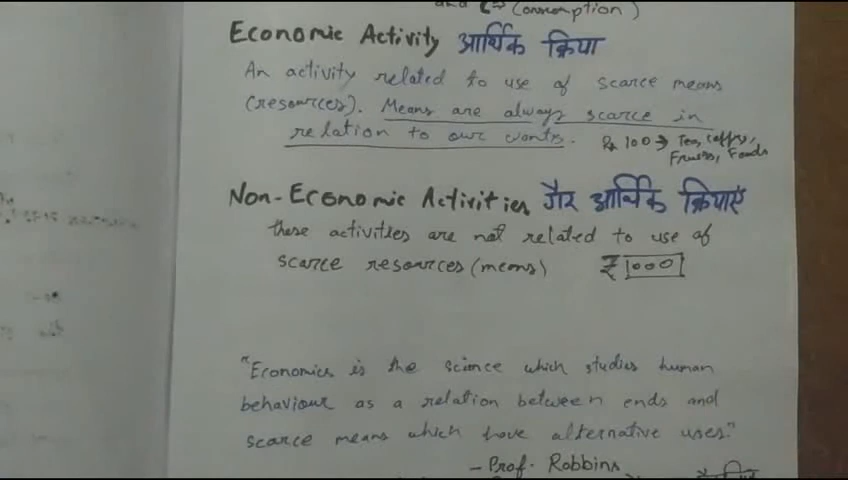 and C⇒ (Consumption)
Economic Activity आर्थिक क्रिया
An activity related to use of scarce means
(resources). Means are always scarce in
relation to our wants. Rs 100→ Tea, Coffy,
Fruits, Foods
Non-Economic Activities गैर आर्थिक क्रियाएं
these activities are not related to use of
scarce resources (means) ₹ 1000
"Economics is the science which studies human
behaviour as a relation between ends and
scarce means which have alternative uses."
- Prof. Robbins